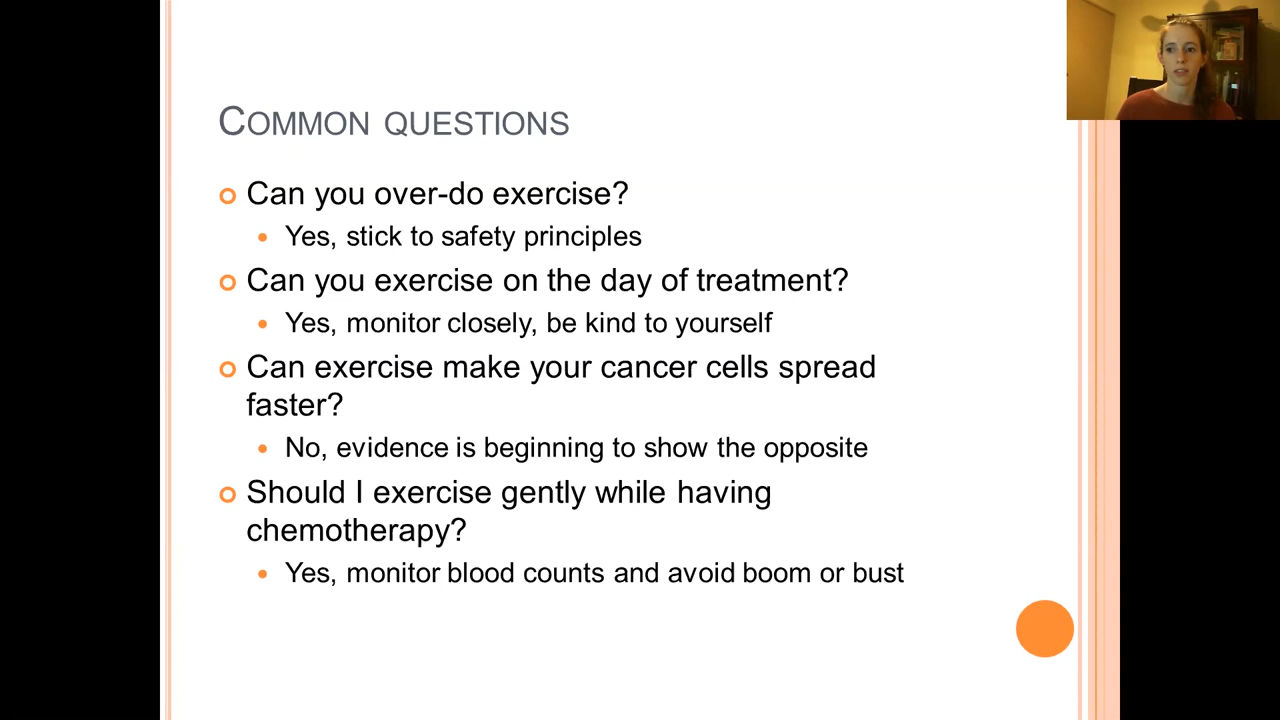 COMMON QUESTIONS
Can you over-do exercise?
Yes, stick to safety principles
Can you exercise on the day of treatment?
Yes, monitor closely, be kind to yourself
Can exercise make your cancer cells spread
faster?
No, evidence is beginning to show the opposite
Should I exercise gently while having
chemotherapy?
Yes, monitor blood counts and avoid boom or bust